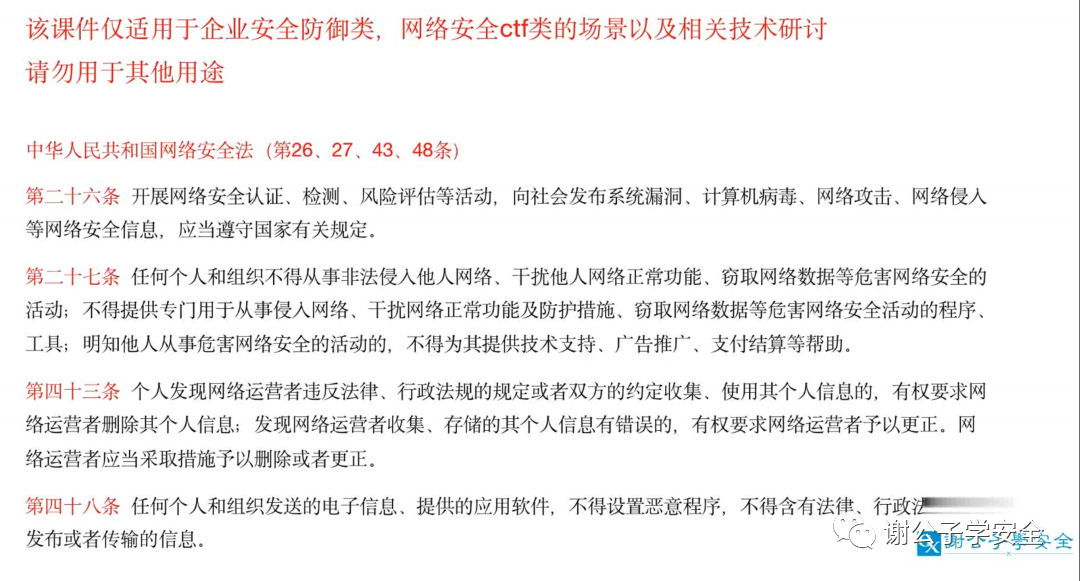 该课件仅适用于企业安全防御类，网络安全ctf类的场景以及相关技术研讨
请勿用于其他用途
中华人民共和国网络安全法（第26、27、43、48条）
第二十六条 开展网络安全认证、检测、风险评估等活动，向社会发布系统漏洞、计算机病毒、网络攻击、网络侵入
等网络安全信息，应当遵守国家有关规定。
第二十七条 任何个人和组织不得从事非法侵入他人网络、干扰他人网络正常功能、窃取网络数据等危害网络安全的
活动；不得提供专门用于从事侵入网络、干扰网络正常功能及防护措施、窃取网络数据等危害网络安全活动的程序、
工具；明知他人从事危害网络安全的活动的，不得为其提供技术支持、广告推广、支付结算等帮助。
第四十三条 个人发现网络运营者违反法律、行政法规的规定或者双方的约定收集、使用其个人信息的，有权要求网
络运营者删除其个人信息；发现网络运营者收集、存储的其个人信息有错误的，有权要求网络运营者予以更正。网
络运营者应当采取措施予以删除或者更正。
第四十八条 任何个人和组织发送的电子信息、提供的应用软件，不得设置恶意程序，不得含有法律、行政法
发布或者传输的信息。
谢公子学安全
谢公子學安全